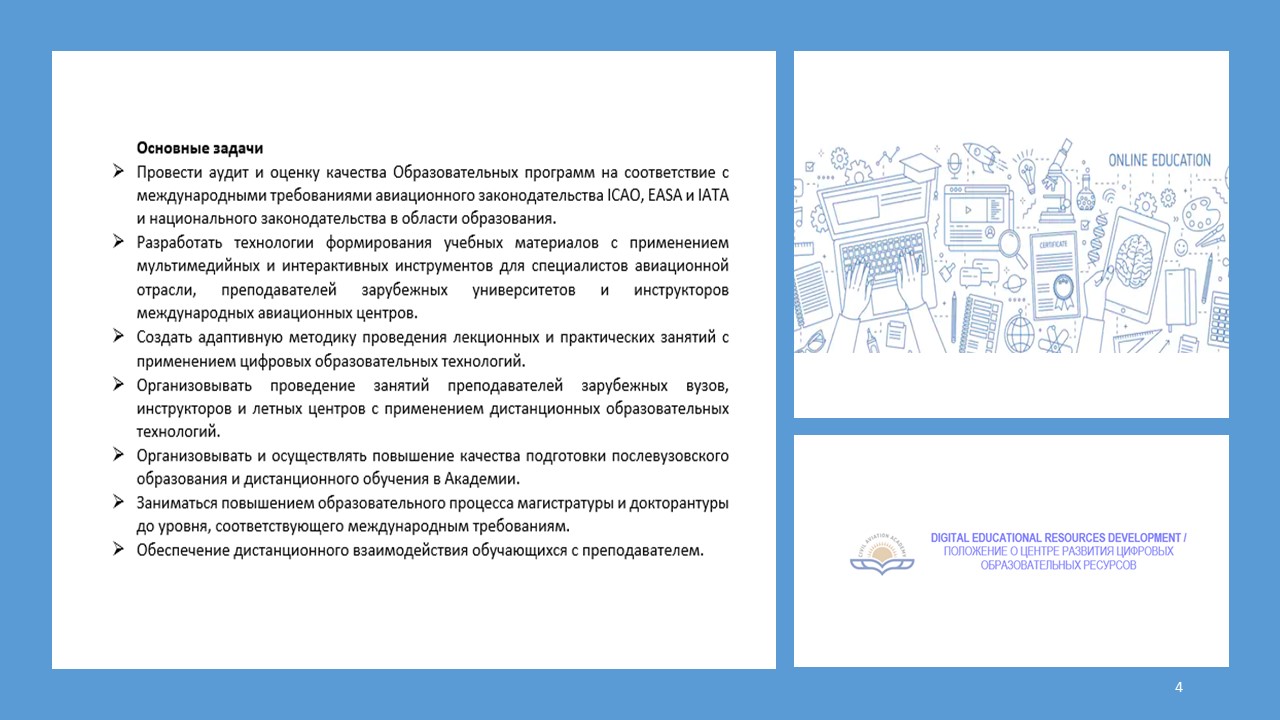 Основные задачи
➢ Провести аудит и оценку качества Образовательных программ на соответствие с
международными требованиями авиационного законодательства ICAO, EASA и IATA
и национального законодательства в области образования.
➢ Разработать технологии формирования учебных материалов с применением
мультимедийных и интерактивных инструментов для специалистов авиационной
отрасли, преподавателей зарубежных университетов и инструкторов
международных авиационных центров.
➢ Создать адаптивную методику проведения лекционных и практических занятий с
применением цифровых образовательных технологий.
➢ Организовывать проведение занятий преподавателей зарубежных вузов,
инструкторов и летных центров с применением дистанционных образовательных
технологий.
➢ Организовывать и осуществлять повышение качества подготовки послевузовского
образования и дистанционного обучения в Академии.
➢ Заниматься повышением образовательного процесса магистратуры и докторантуры
до уровня, соответствующего международным требованиям.
➢ Обеспечение дистанционного взаимодействия обучающихся с преподавателем.
ONLINE EDUCATION
CERTIFICATE
CIVIL AVIATION ACADEMY
DIGITAL EDUCATIONAL RESOURCES DEVELOPMENT /
ПОЛОЖЕНИЕ О ЦЕНТРЕ РАЗВИТИЯ ЦИФРОВЫХ
ОБРАЗОВАТЕЛЬНЫХ РЕСУРСОВ
4